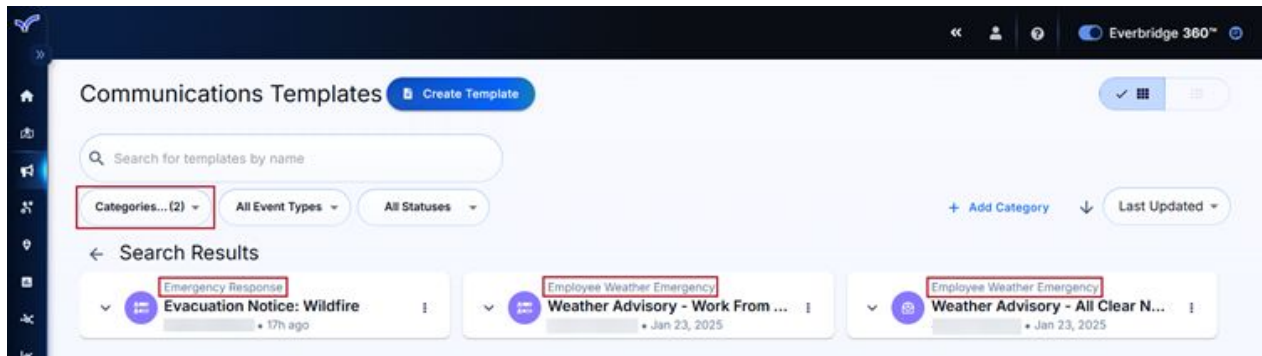 Everbridge 360™
Communications Templates Create Template
Search for templates by name
Categories... (2) All Event Types All Statuses + Add Category Last Updated
Search Results
Emergency Response
Evacuation Notice: Wildfire
• 17h ago
Employee Weather Emergency
Weather Advisory - Work From ...
• Jan 23, 2025
Employee Weather Emergency
Weather Advisory - All Clear N...
• Jan 23, 2025